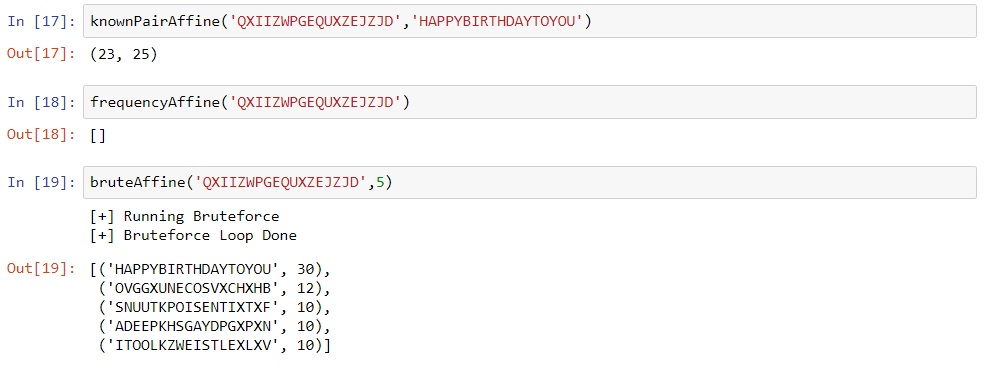 In [17]: knownPairAffine('QXIIZWPGEQUXZEJZJD','HAPPYBIRTHDAYTOYOU')
Out[17]: (23, 25)
In [18]: frequencyAffine('QXIIZWPGEQUXZEJZJD')
Out[18]: []
In [19]: bruteAffine('QXIIZWPGEQUXZEJZJD',5)
[+] Running Bruteforce
[+] Bruteforce Loop Done
Out[19]: [('HAPPYBIRTHDAYTOYOU', 30),
('OVGGXUNECOSVXCHXHB', 12),
('SNUUTKPOISENTIXTXF', 10),
('ADEEPKHSGAYDPGXPXN', 10),
('ITOOLKZWEISTLEXLXV', 10)]